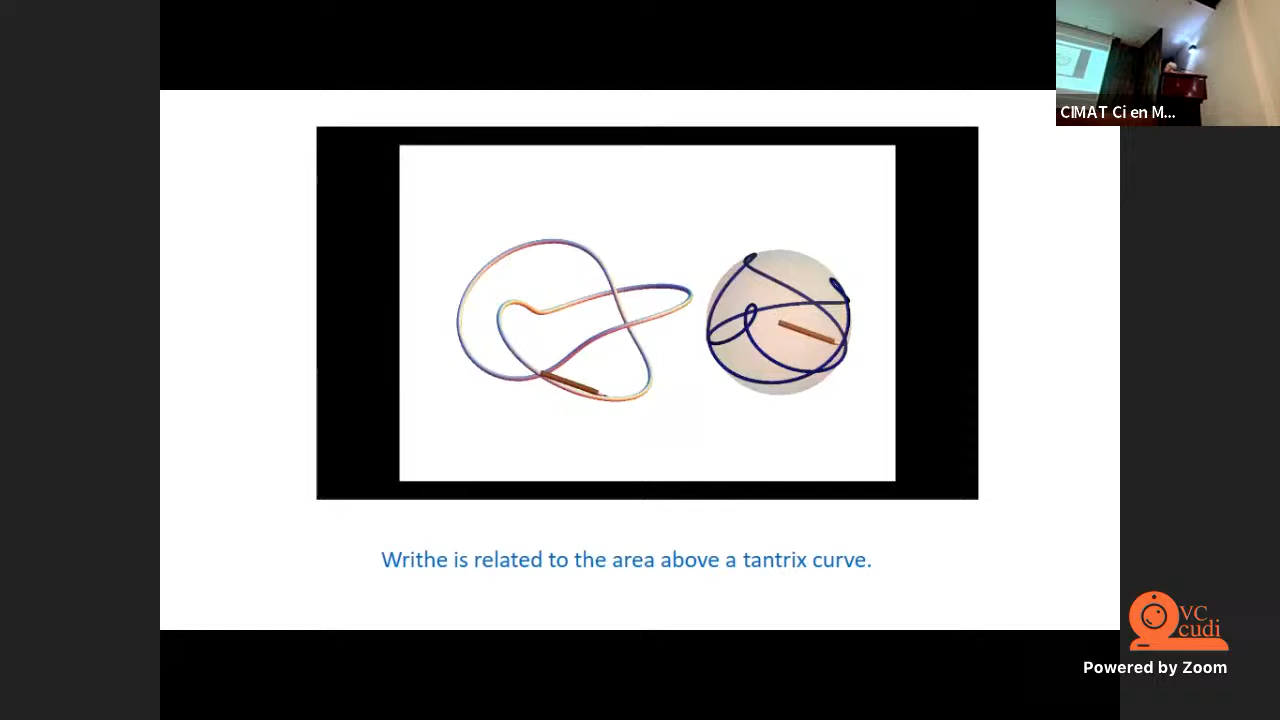 CIMAT Ci en M...
Writhe is related to the area above a tantrix curve.
VC
cudi
Powered by Zoom